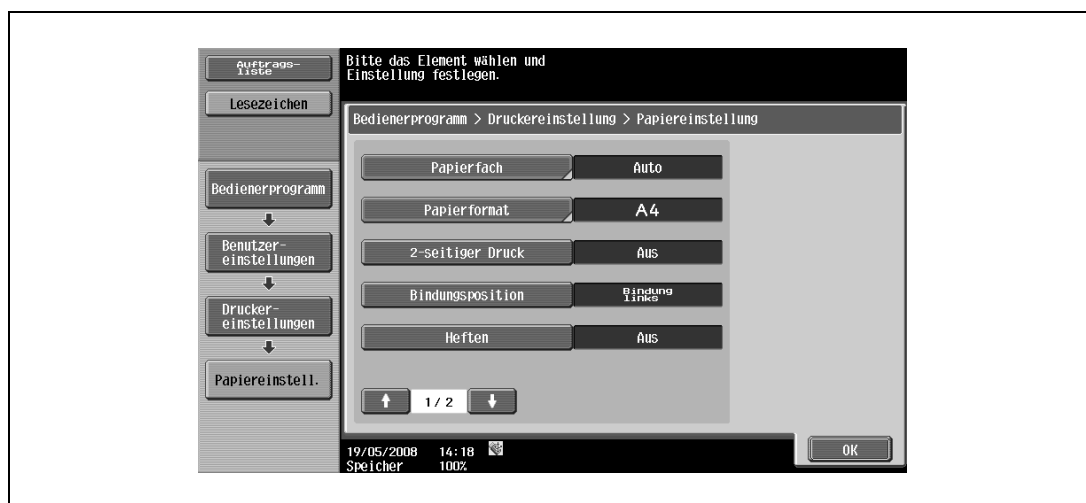 Auftrags-
liste
Lesezeichen
Bedienerprogramm
Benutzer-
einstellungen
Drucker-
einstellungen
Papiereinstell.
Bitte das Element wählen und
Einstellung festlegen.
Bedienerprogramm > Druckereinstellung > Papiereinstellung
Papierfach Auto
Papierformat A4
2-seitiger Druck Aus
Bindungsposition Bindung
links
Heften Aus
1/2
19/05/2008 14:18
Speicher 100%
OK